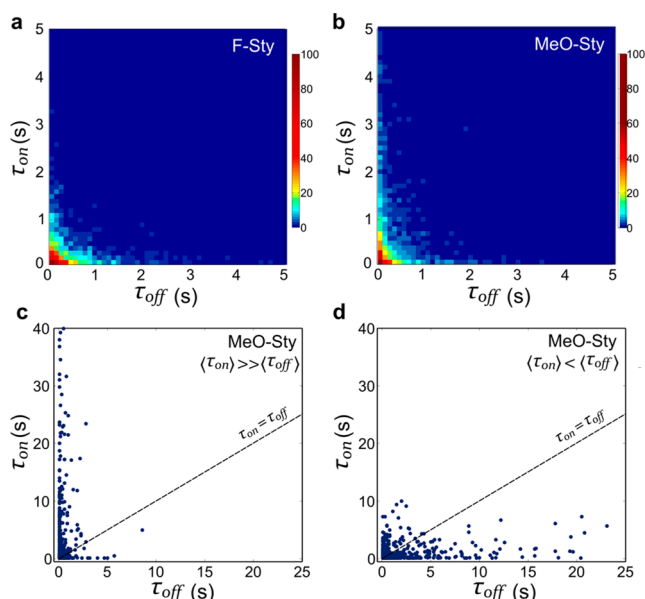 a
F-Sty
5
4
3
2
1
0
τon (s)
0 1 2 3 4 5
τoff (s)
100
80
60
40
20
0
b
MeO-Sty
5
4
3
2
1
0
τon (s)
0 1 2 3 4 5
τoff (s)
100
80
60
40
20
0
c
MeO-Sty
⟨τon⟩>>⟨τoff⟩
τon=τoff
40
30
20
10
0
τon (s)
0 5 10 15 20 25
τoff (s)
d
MeO-Sty
⟨τon⟩<⟨τoff⟩
τon=τoff
40
30
20
10
0
τon (s)
0 5 10 15 20 25
τoff (s)